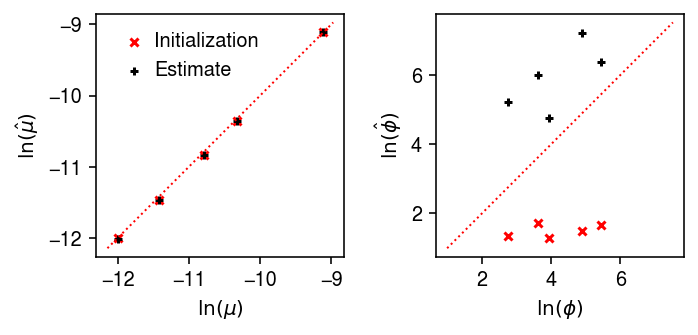 −9
−10
−11
−12
ln(μ̂)
Initialization
Estimate
−12 −11 −10 −9
ln(μ)
6
4
2
ln(ϕ̂)
2 4 6
ln(ϕ)